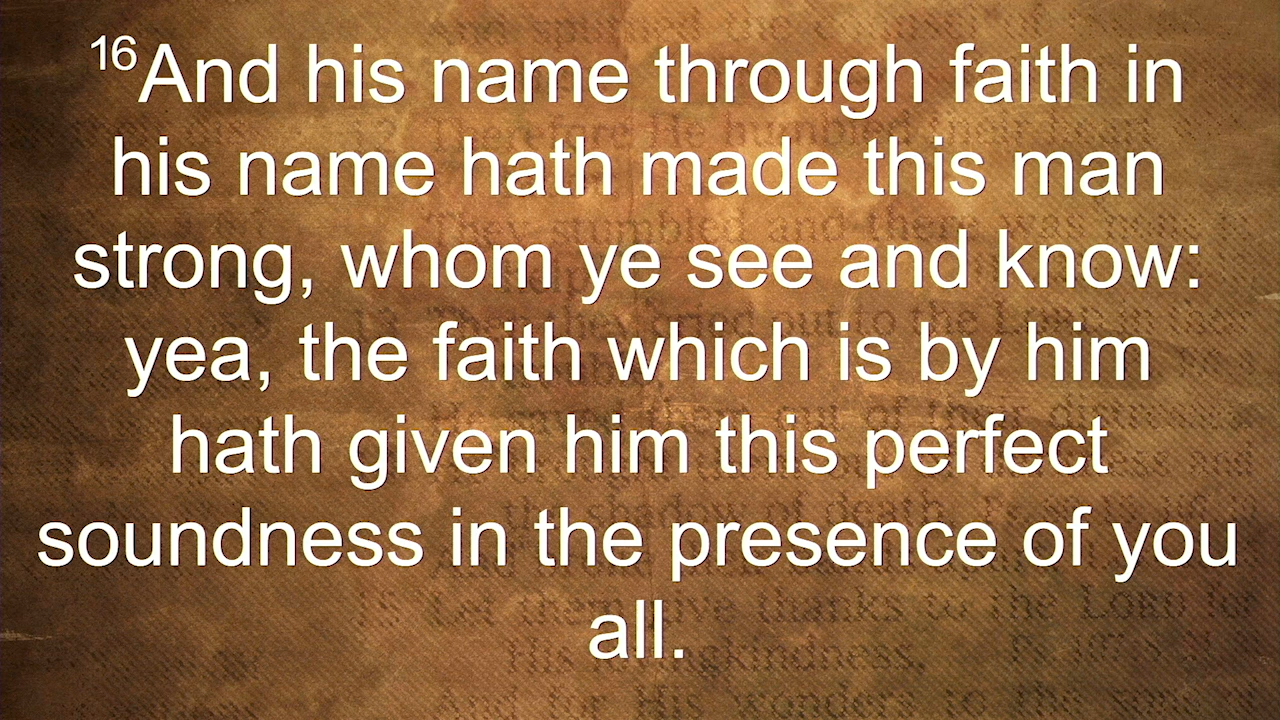 16And his name through faith in
his name hath made this man
strong, whom ye see and know:
yea, the faith which is by him
hath given him this perfect
soundness in the presence of you
all.